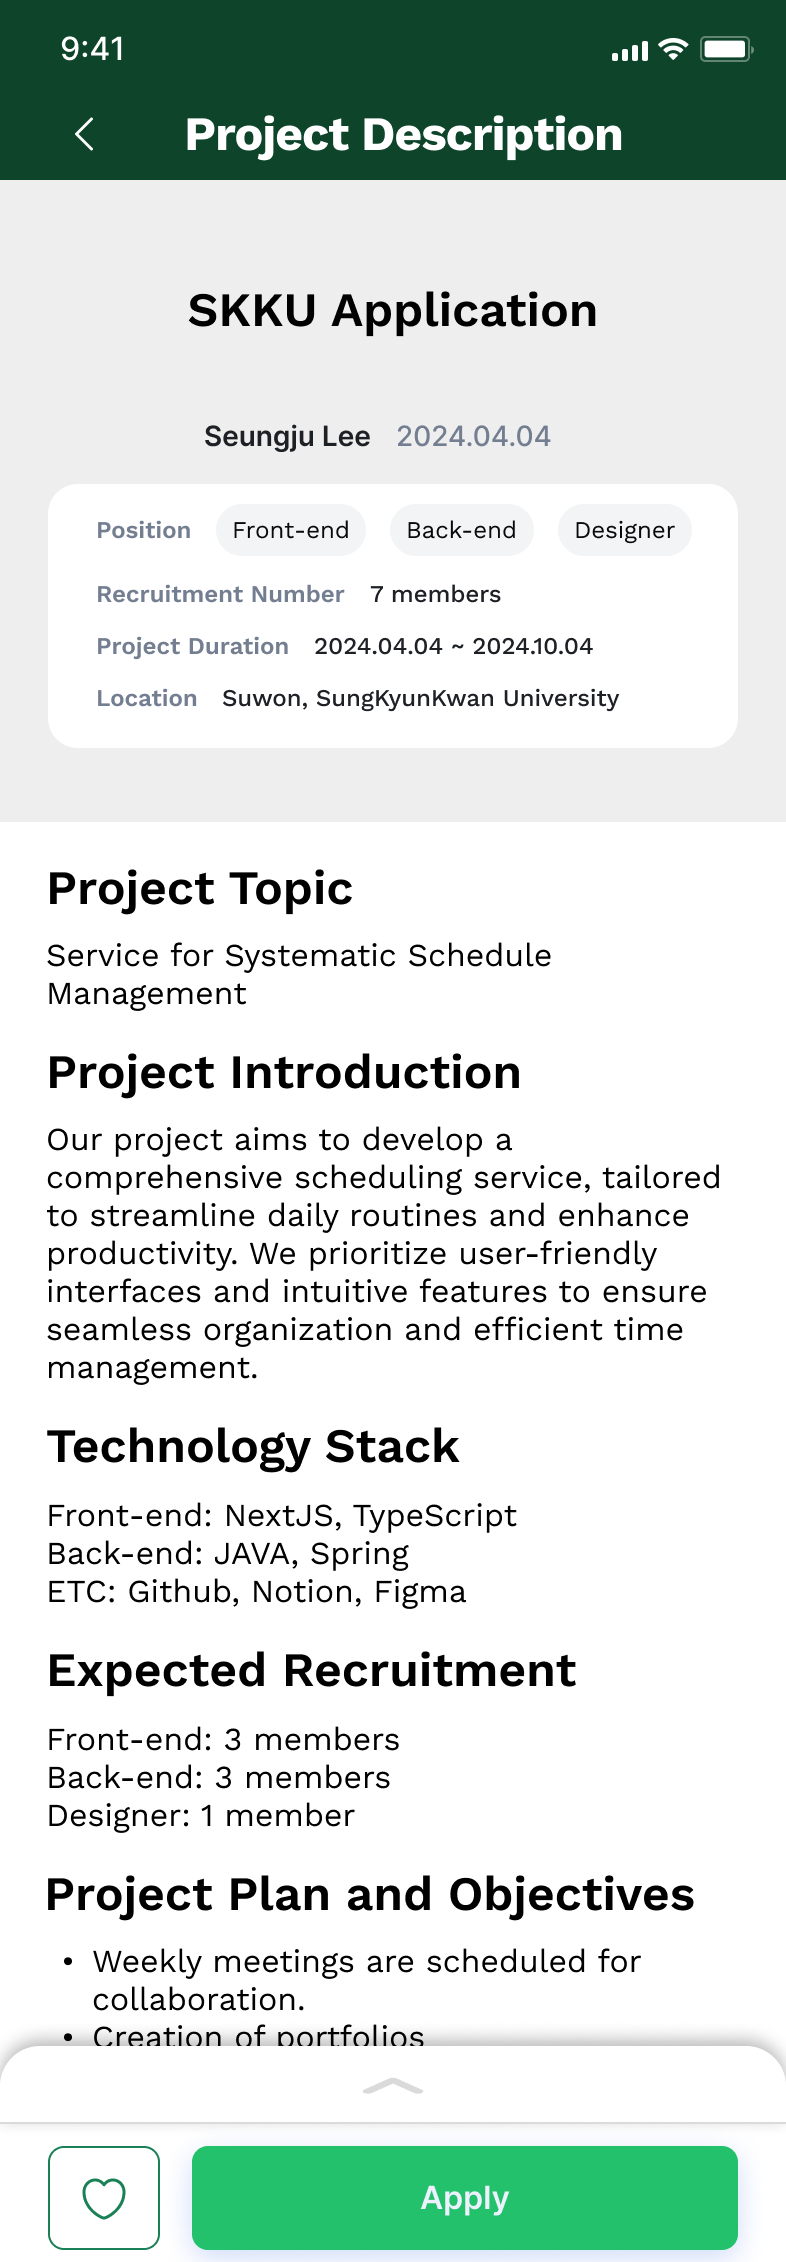 9:41
Project Description
SKKU Application
Seungju Lee 2024.04.04
Position Front-end Back-end Designer
Recruitment Number 7 members
Project Duration 2024.04.04 ~ 2024.10.04
Location Suwon, SungKyunKwan University
Project Topic
Service for Systematic Schedule
Management
Project Introduction
Our project aims to develop a
comprehensive scheduling service, tailored
to streamline daily routines and enhance
productivity. We prioritize user-friendly
interfaces and intuitive features to ensure
seamless organization and efficient time
management.
Technology Stack
Front-end: NextJS, TypeScript
Back-end: JAVA, Spring
ETC: Github, Notion, Figma
Expected Recruitment
Front-end: 3 members
Back-end: 3 members
Designer: 1 member
Project Plan and Objectives
• Weekly meetings are scheduled for
collaboration.
• Creation of portfolios
Apply